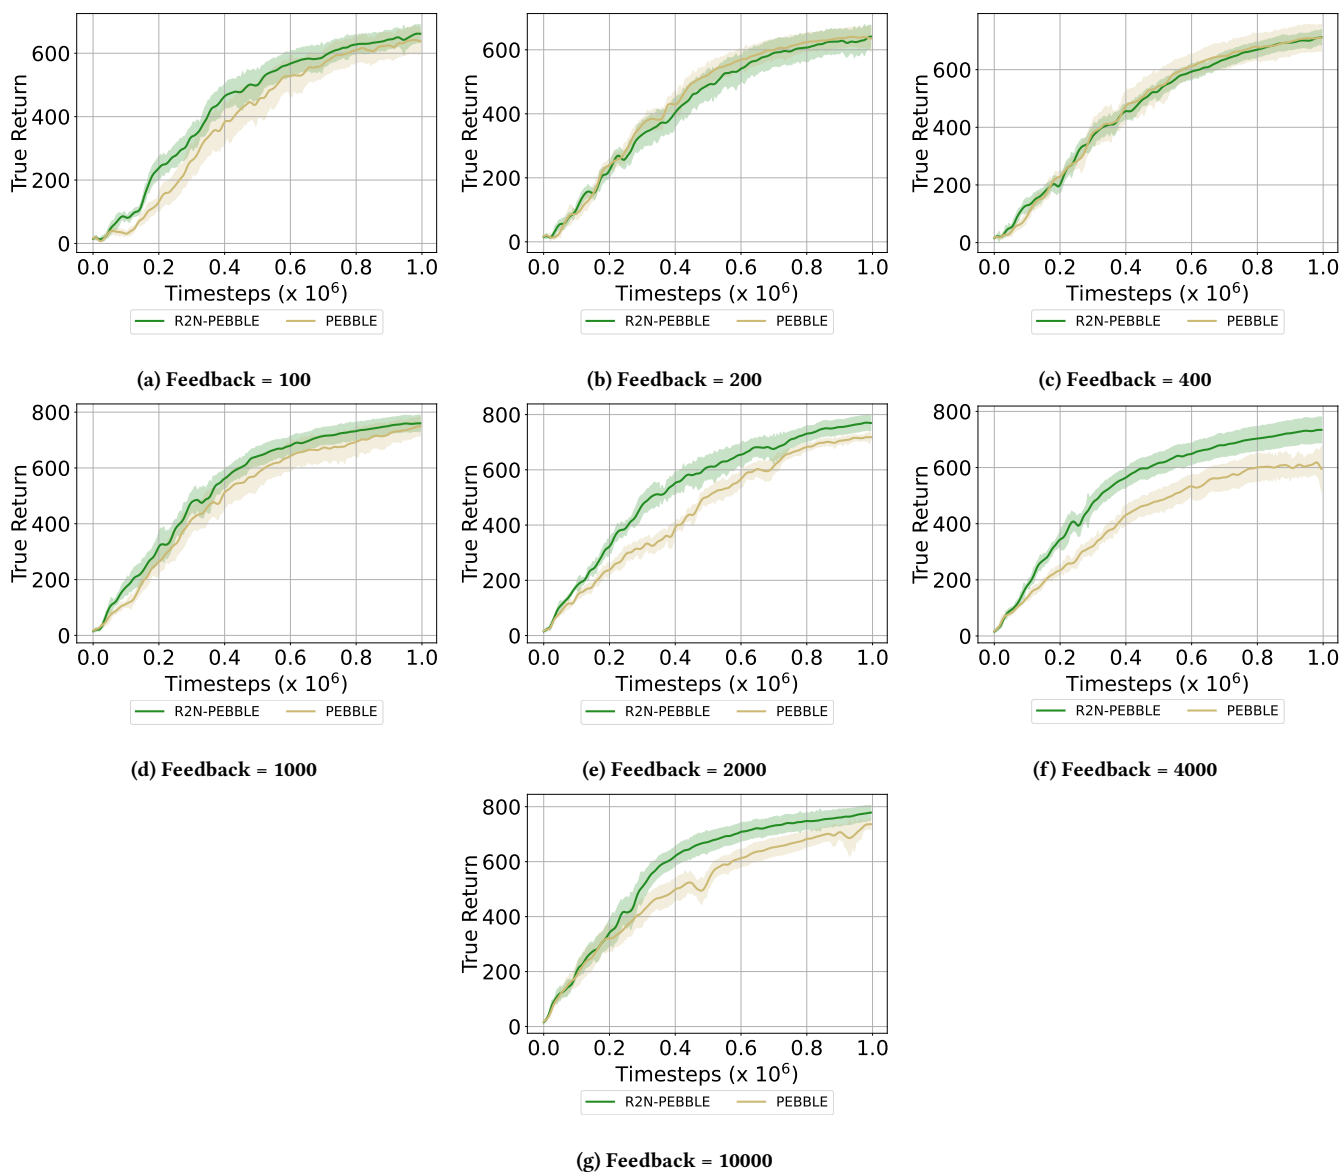 True Return
600
400
200
0
0.0 0.2 0.4 0.6 0.8 1.0
Timesteps (x 10⁶)
R2N-PEBBLE PEBBLE
(a) Feedback = 100
True Return
600
400
200
0
0.0 0.2 0.4 0.6 0.8 1.0
Timesteps (x 10⁶)
R2N-PEBBLE PEBBLE
(b) Feedback = 200
True Return
600
400
200
0
0.0 0.2 0.4 0.6 0.8 1.0
Timesteps (x 10⁶)
R2N-PEBBLE PEBBLE
(c) Feedback = 400
True Return
800
600
400
200
0
0.0 0.2 0.4 0.6 0.8 1.0
Timesteps (x 10⁶)
R2N-PEBBLE PEBBLE
(d) Feedback = 1000
True Return
800
600
400
200
0
0.0 0.2 0.4 0.6 0.8 1.0
Timesteps (x 10⁶)
R2N-PEBBLE PEBBLE
(e) Feedback = 2000
True Return
800
600
400
200
0
0.0 0.2 0.4 0.6 0.8 1.0
Timesteps (x 10⁶)
R2N-PEBBLE PEBBLE
(f) Feedback = 4000
True Return
800
600
400
200
0
0.0 0.2 0.4 0.6 0.8 1.0
Timesteps (x 10⁶)
R2N-PEBBLE PEBBLE
(g) Feedback = 10000